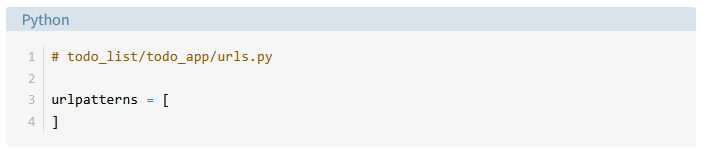 Python
1 # todo_list/todo_app/urls.py
2
3 urlpatterns = [
4 ]